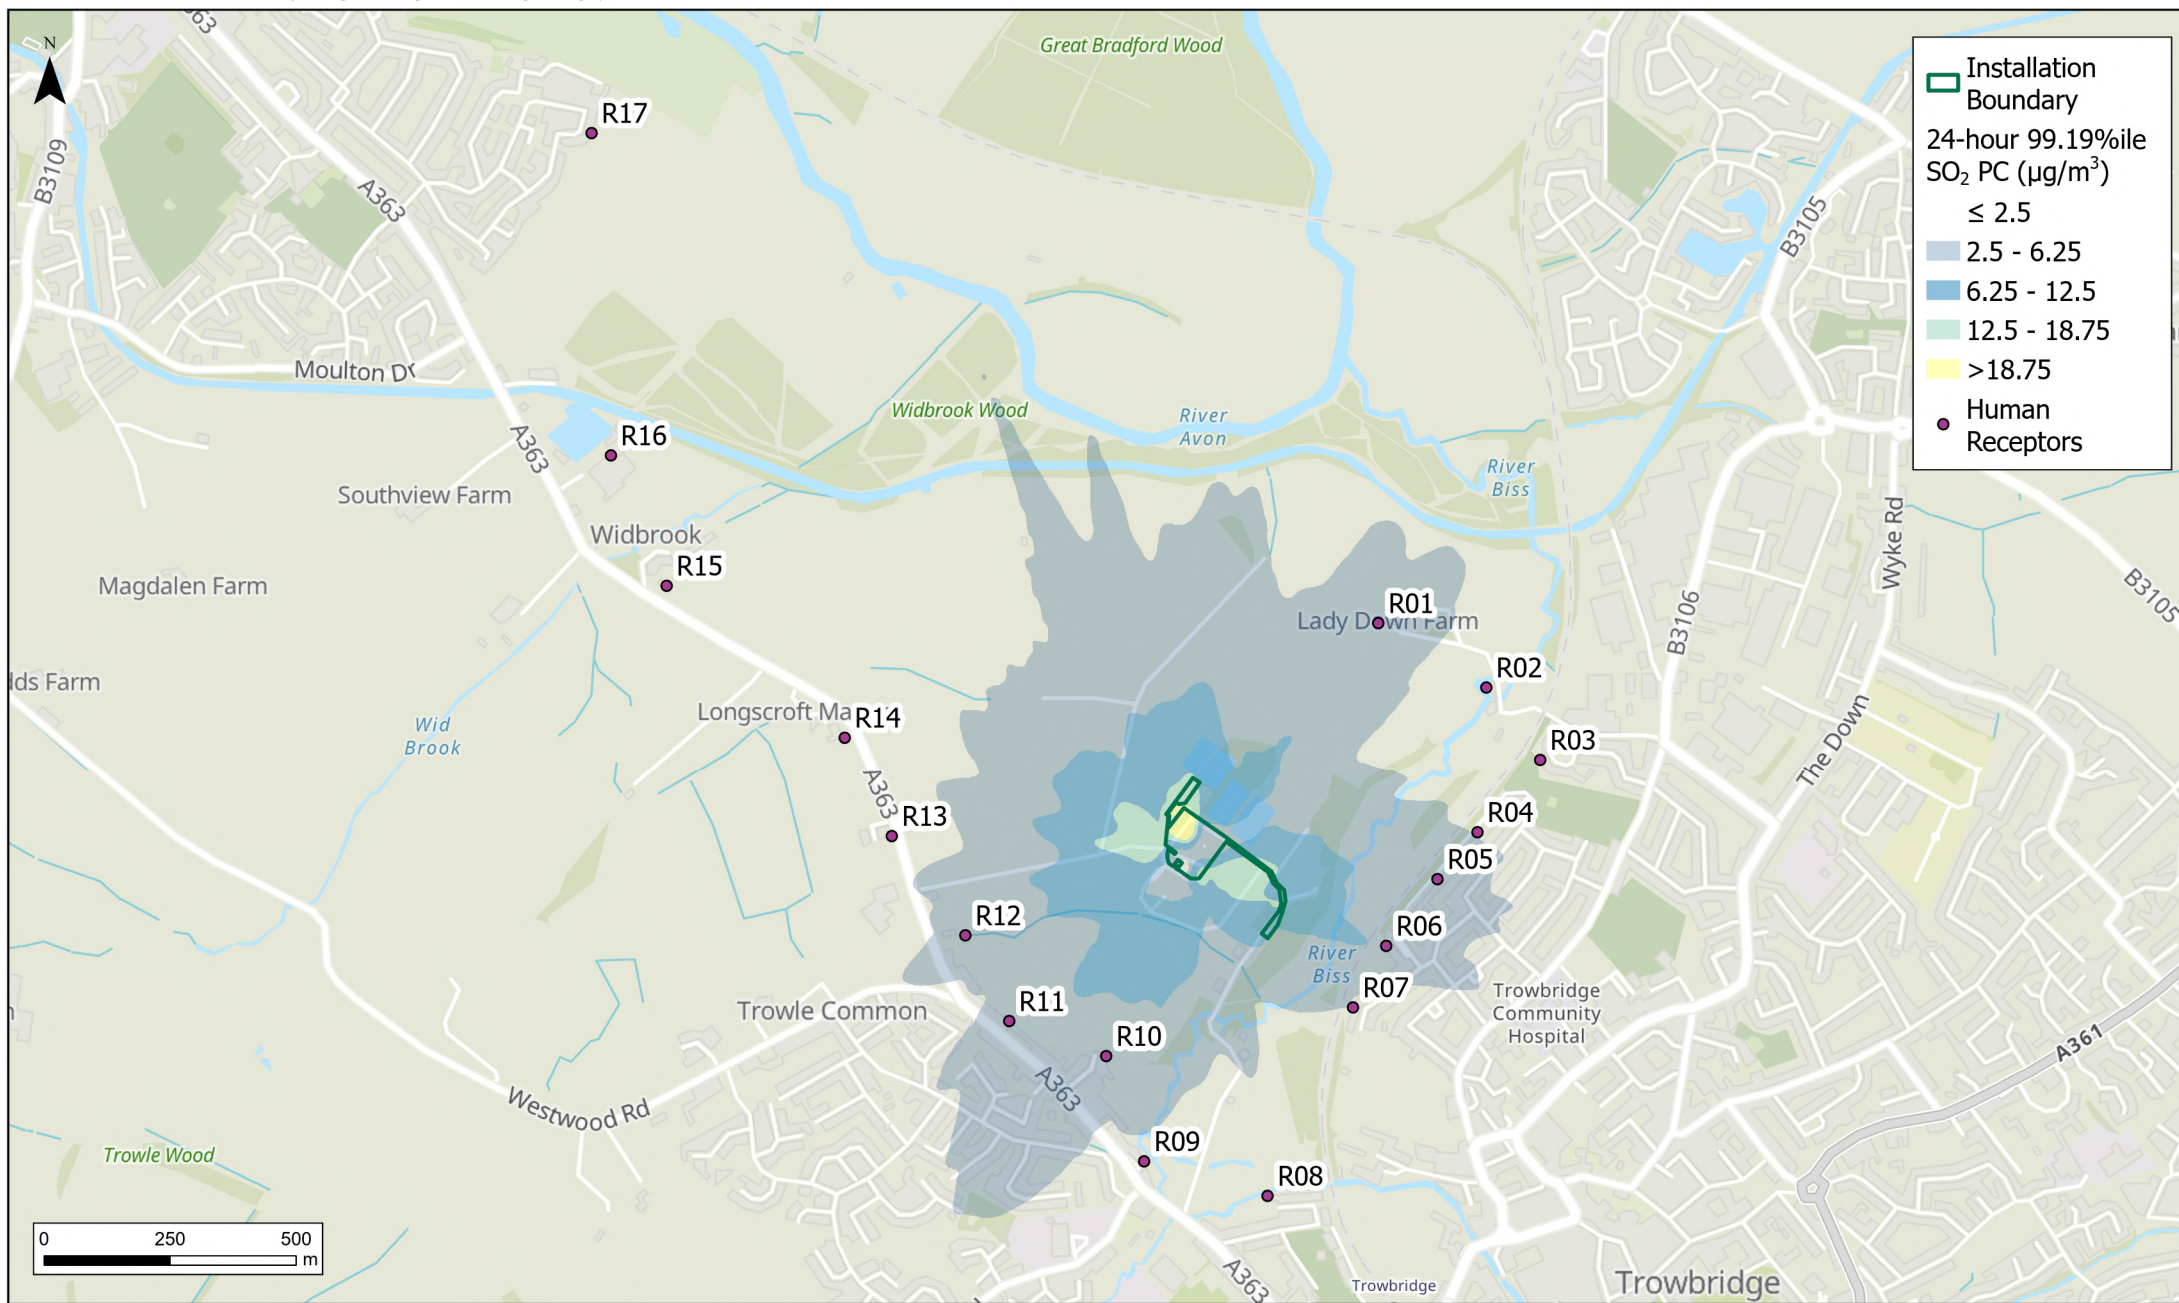 N
Great Bradford Wood
R17
B3109
A363
B3105
Installation
Boundary
24-hour 99.19%ile
SO₂ PC (µg/m³)
≤ 2.5
2.5 - 6.25
6.25 - 12.5
12.5 - 18.75
>18.75
Human
Receptors
Moulton Dr
Widbrook Wood
River
Avon
R16
A363
Southview Farm
River
Biss
Widbrook
R15
Magdalen Farm
Wyke Rd
B3105
R01
Lady Down Farm
B3106
R02
dds Farm
Longscroft Ma
R14
Wid
Brook
R03
The Down
A363
R13
R04
R05
R12
R06
River
Biss
R07
Trowbridge
Community
Hospital
Trowle Common
R11
R10
A363
A361
Westwood Rd
Trowle Wood
R09
R08
0 250 500
m
A363
Trowbridge
Trowbridge